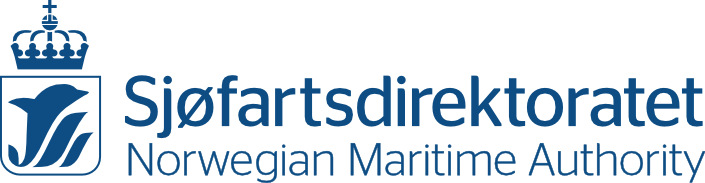 Sjøfartsdirektoratet
Norwegian Maritime Authority